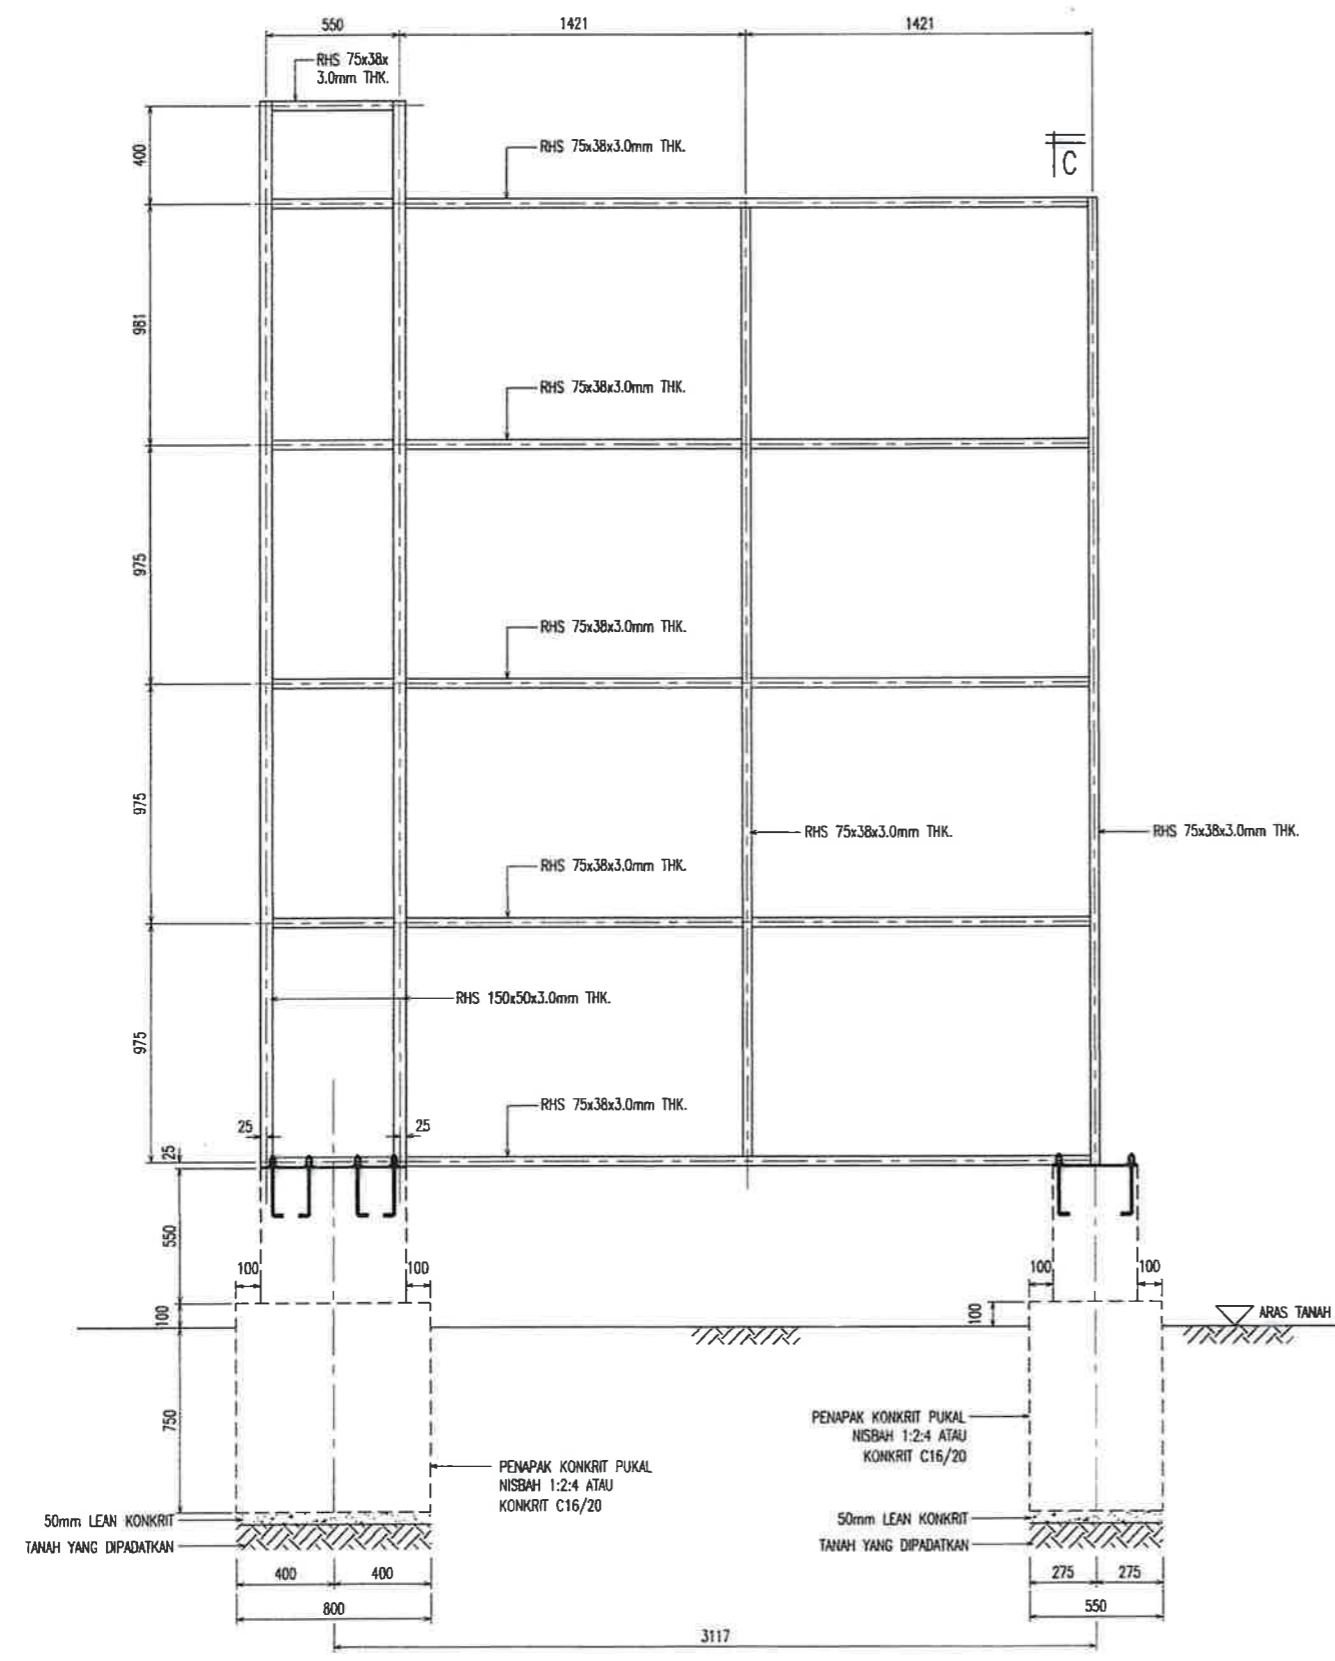 550
1421
1421
RHS 75x38x
3.0mm THK.
400
RHS 75x38x3.0mm THK.
C
981
RHS 75x38x3.0mm THK.
975
RHS 75x38x3.0mm THK.
975
RHS 75x38x3.0mm THK.
RHS 75x38x3.0mm THK.
RHS 75x38x3.0mm THK.
RHS 150x50x3.0mm THK.
975
RHS 75x38x3.0mm THK.
25
25
25
550
100
100
100
100
100
100
ARAS TANAH
750
PENAPAK KONKRIT PUKAL
NISBAH 1:2:4 ATAU
KONKRIT C16/20
PENAPAK KONKRIT PUKAL
NISBAH 1:2:4 ATAU
KONKRIT C16/20
50mm LEAN KONKRIT
TANAH YANG DIPADATKAN
50mm LEAN KONKRIT
TANAH YANG DIPADATKAN
400
400
800
275
275
550
3117